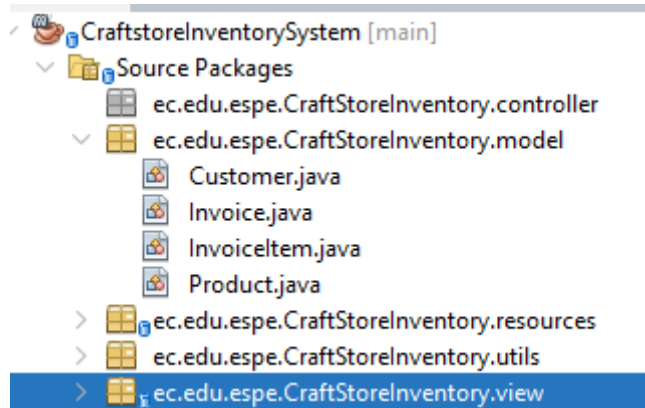 CraftstoreInventorySystem [main]
Source Packages
ec.edu.espe.CraftStoreInventory.controller
ec.edu.espe.CraftStoreInventory.model
Customer.java
Invoice.java
InvoiceItem.java
Product.java
ec.edu.espe.CraftStoreInventory.resources
ec.edu.espe.CraftStoreInventory.utils
ec.edu.espe.CraftStoreInventory.view